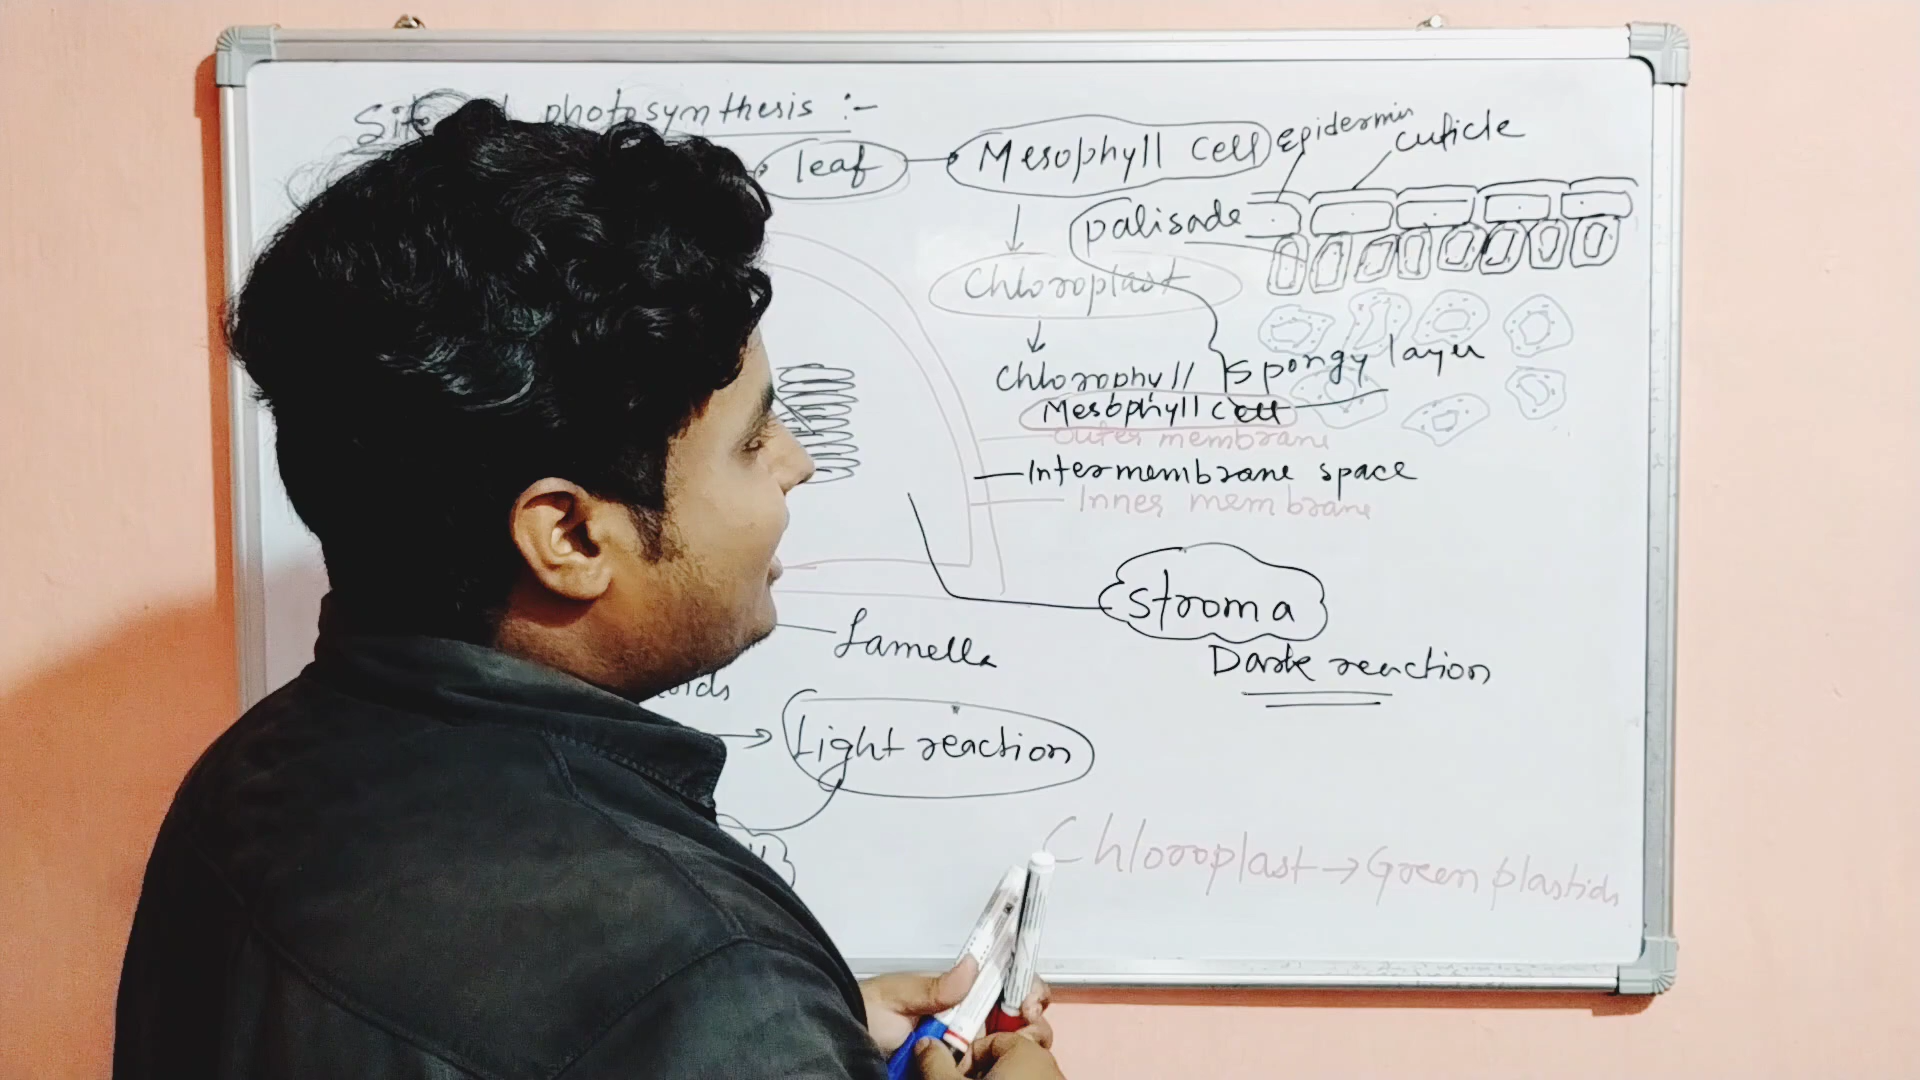 photosynthesis :-
leaf
Mesophyll cell
epidermis
cuticle
palisade
Chloroplast
Chlorophyll
spongy layer
Mesophyll cell
outer membrane
Intermembrane space
Inner membrane
stroma
Dark reaction
Lamella
Light reaction
Chloroplast → Green plastids